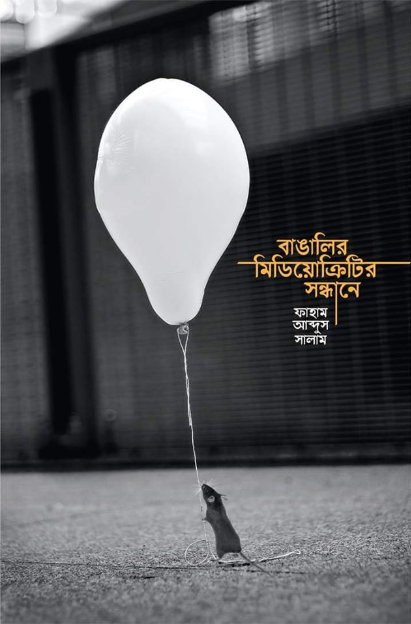 বাঙালির
মিডিয়োক্রিটির
সন্ধানে
ফাহাম
আব্দুস
সালাম